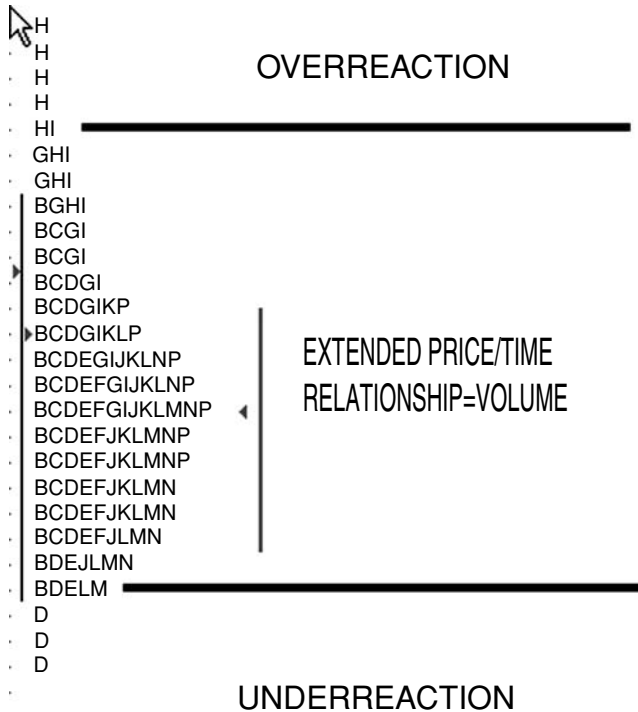 H
H
OVERREACTION
H
H
HI
GHI
GHI
BGHI
BCGI
BCGI
BCDGI
BCDGIKP
BCDGIKLP
BCDEGIJKLNP
BCDEFGIJKLNP
BCDEFGIJKLMNP
BCDEFJKLMNP
BCDEFJKLMNP
BCDEFJKLMN
BCDEFJKLMN
BCDEFJLMN
BDEJLMN
BDELM
D
D
D
EXTENDED PRICE/TIME
RELATIONSHIP=VOLUME
UNDERREACTION